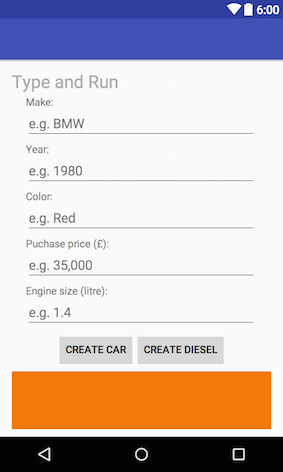 6:00
Type and Run
Make:
e.g. BMW
Year:
e.g. 1980
Color:
e.g. Red
Puchase price (£):
e.g. 35,000
Engine size (litre):
e.g. 1.4
CREATE CAR CREATE DIESEL